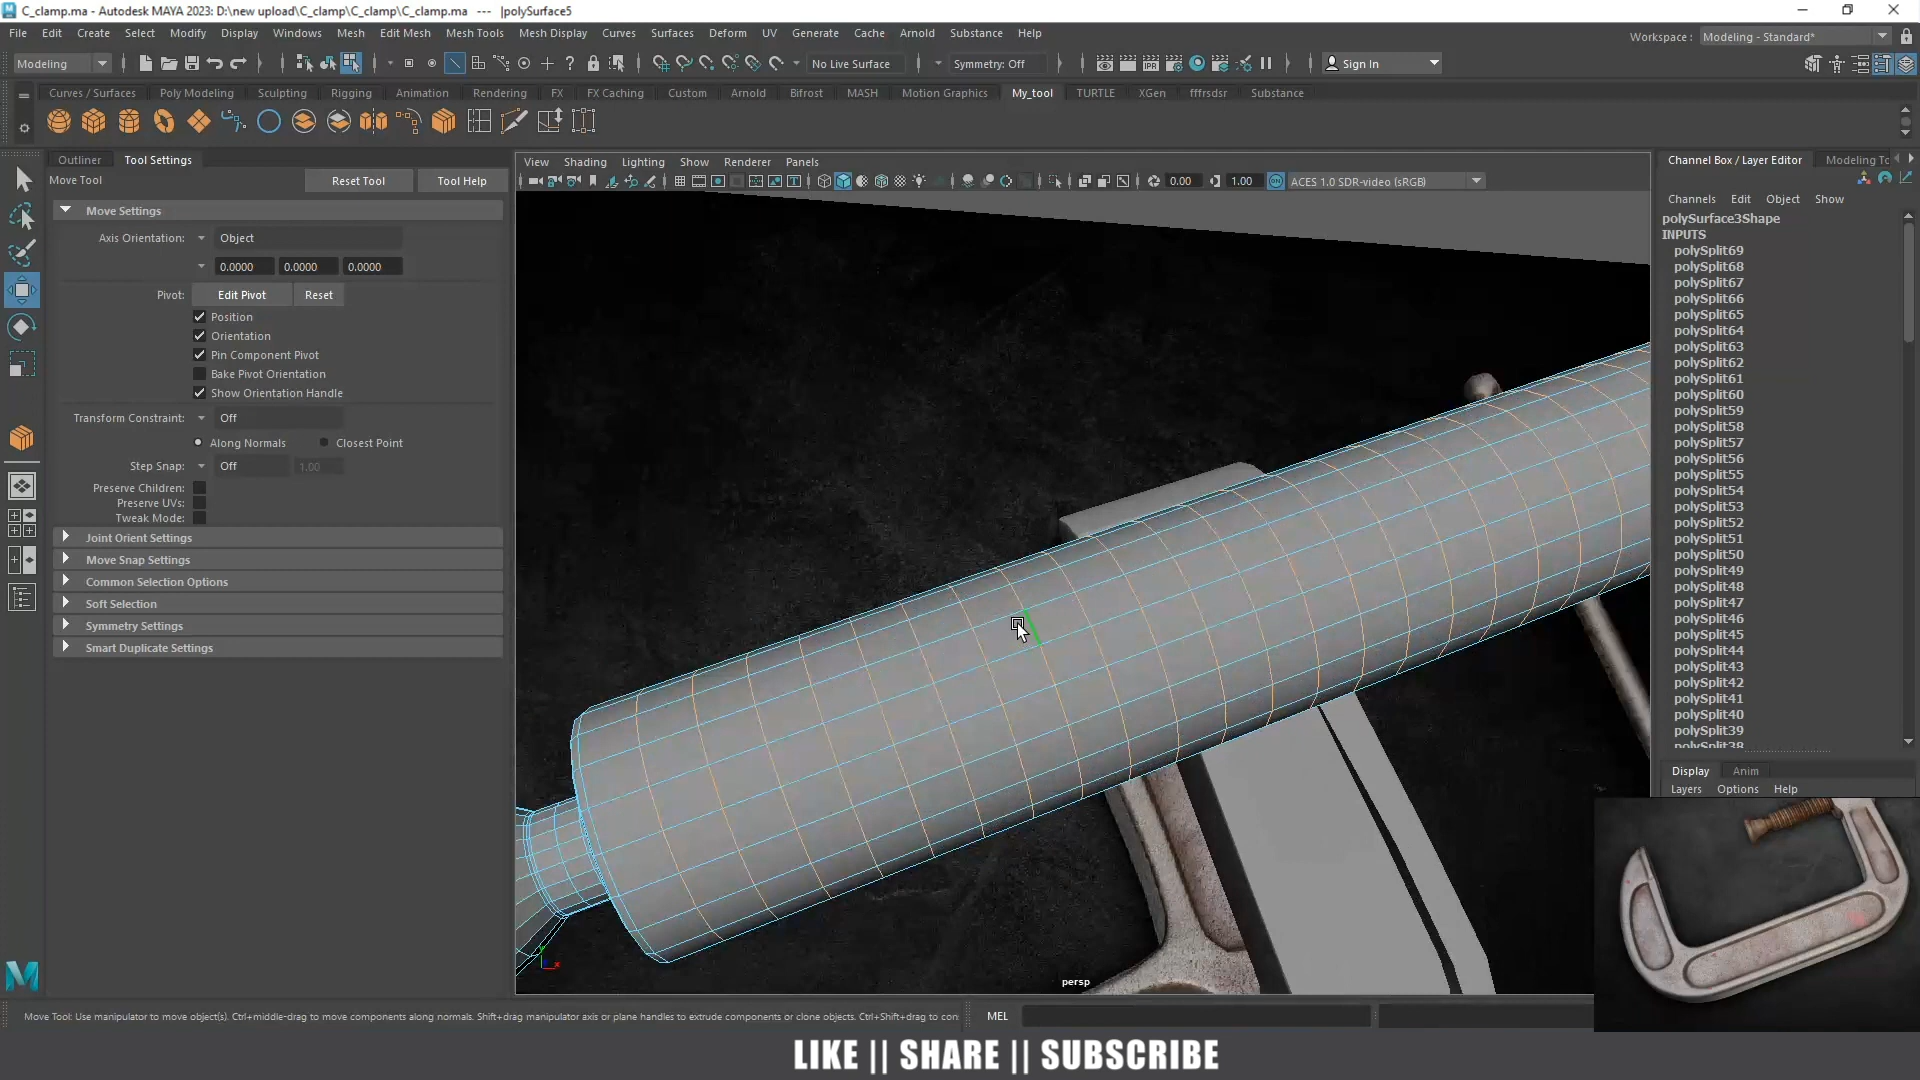 C_clamp.ma - Autodesk MAYA 2023: D:\new upload\C_clamp\C_clamp\C_clamp.ma   ---   |polySurface5
File Edit Create Select Modify Display Windows Mesh Edit Mesh Mesh Tools Mesh Display Curves Surfaces Deform UV Generate Cache Arnold Substance Help
Workspace : Modeling - Standard*
Modeling No Live Surface Symmetry: Off Sign In
Curves / Surfaces Poly Modeling Sculpting Rigging Animation Rendering FX FX Caching Custom Arnold Bifrost MASH Motion Graphics My_tool TURTLE XGen fffrsdsr Substance
Outliner Tool Settings
Move Tool Reset Tool Tool Help
Move Settings
Axis Orientation: Object
0.0000 0.0000 0.0000
Pivot: Edit Pivot Reset
Position
Orientation
Pin Component Pivot
Bake Pivot Orientation
Show Orientation Handle
Transform Constraint: Off
Along Normals Closest Point
Step Snap: Off 1.00
Preserve Children:
Preserve UVs:
Tweak Mode:
Joint Orient Settings
Move Snap Settings
Common Selection Options
Soft Selection
Symmetry Settings
Smart Duplicate Settings
View Shading Lighting Show Renderer Panels
0.00 1.00 ACES 1.0 SDR-video (sRGB)
persp
Channel Box / Layer Editor Modeling To
Channels Edit Object Show
polySurface3Shape
INPUTS
polySplit69
polySplit68
polySplit67
polySplit66
polySplit65
polySplit64
polySplit63
polySplit62
polySplit61
polySplit60
polySplit59
polySplit58
polySplit57
polySplit56
polySplit55
polySplit54
polySplit53
polySplit52
polySplit51
polySplit50
polySplit49
polySplit48
polySplit47
polySplit46
polySplit45
polySplit44
polySplit43
polySplit42
polySplit41
polySplit40
polySplit39
polySplit38
Display Anim
Layers Options Help
Move Tool: Use manipulator to move object(s). Ctrl+middle-drag to move components along normals. Shift+drag manipulator axis or plane handles to extrude components or clone objects. Ctrl+Shift+drag to con
MEL
LIKE || SHARE || SUBSCRIBE